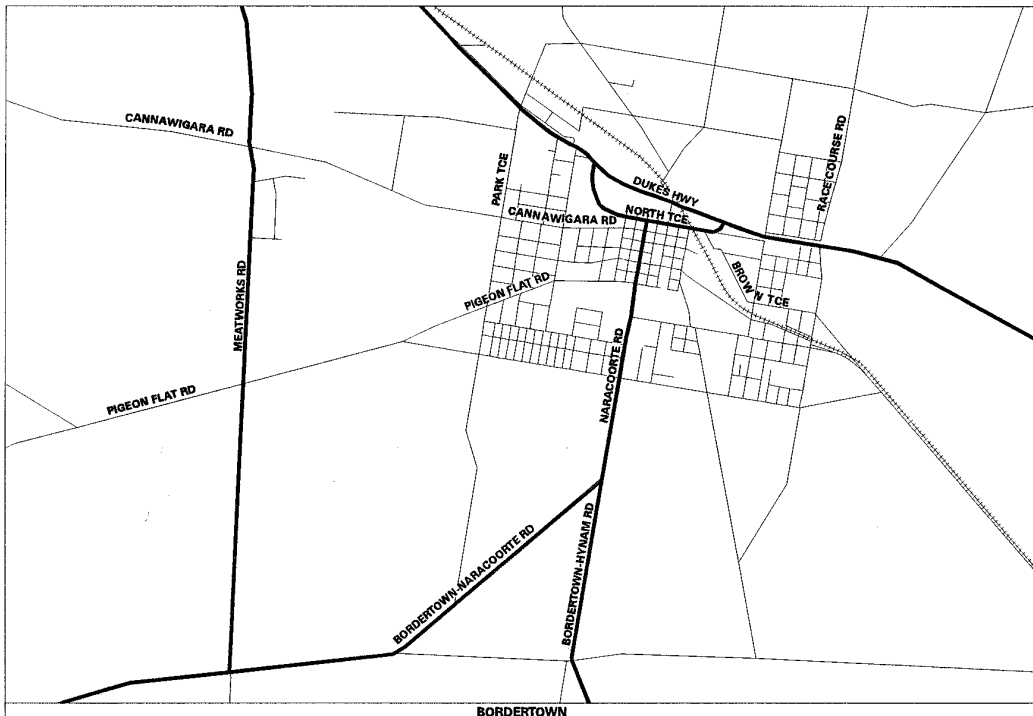 CANNAWIGARA RD
PARK TCE
RACE COURSE RD
DUKES HWY
NORTH TCE
CANNAWIGARA RD
BROWN TCE
MEATWORKS RD
PIGEON FLAT RD
NARACOORTE RD
PIGEON FLAT RD
BORDERTOWN-NARACOORTE RD
BORDERTOWN-HYNAM RD
BORDERTOWN